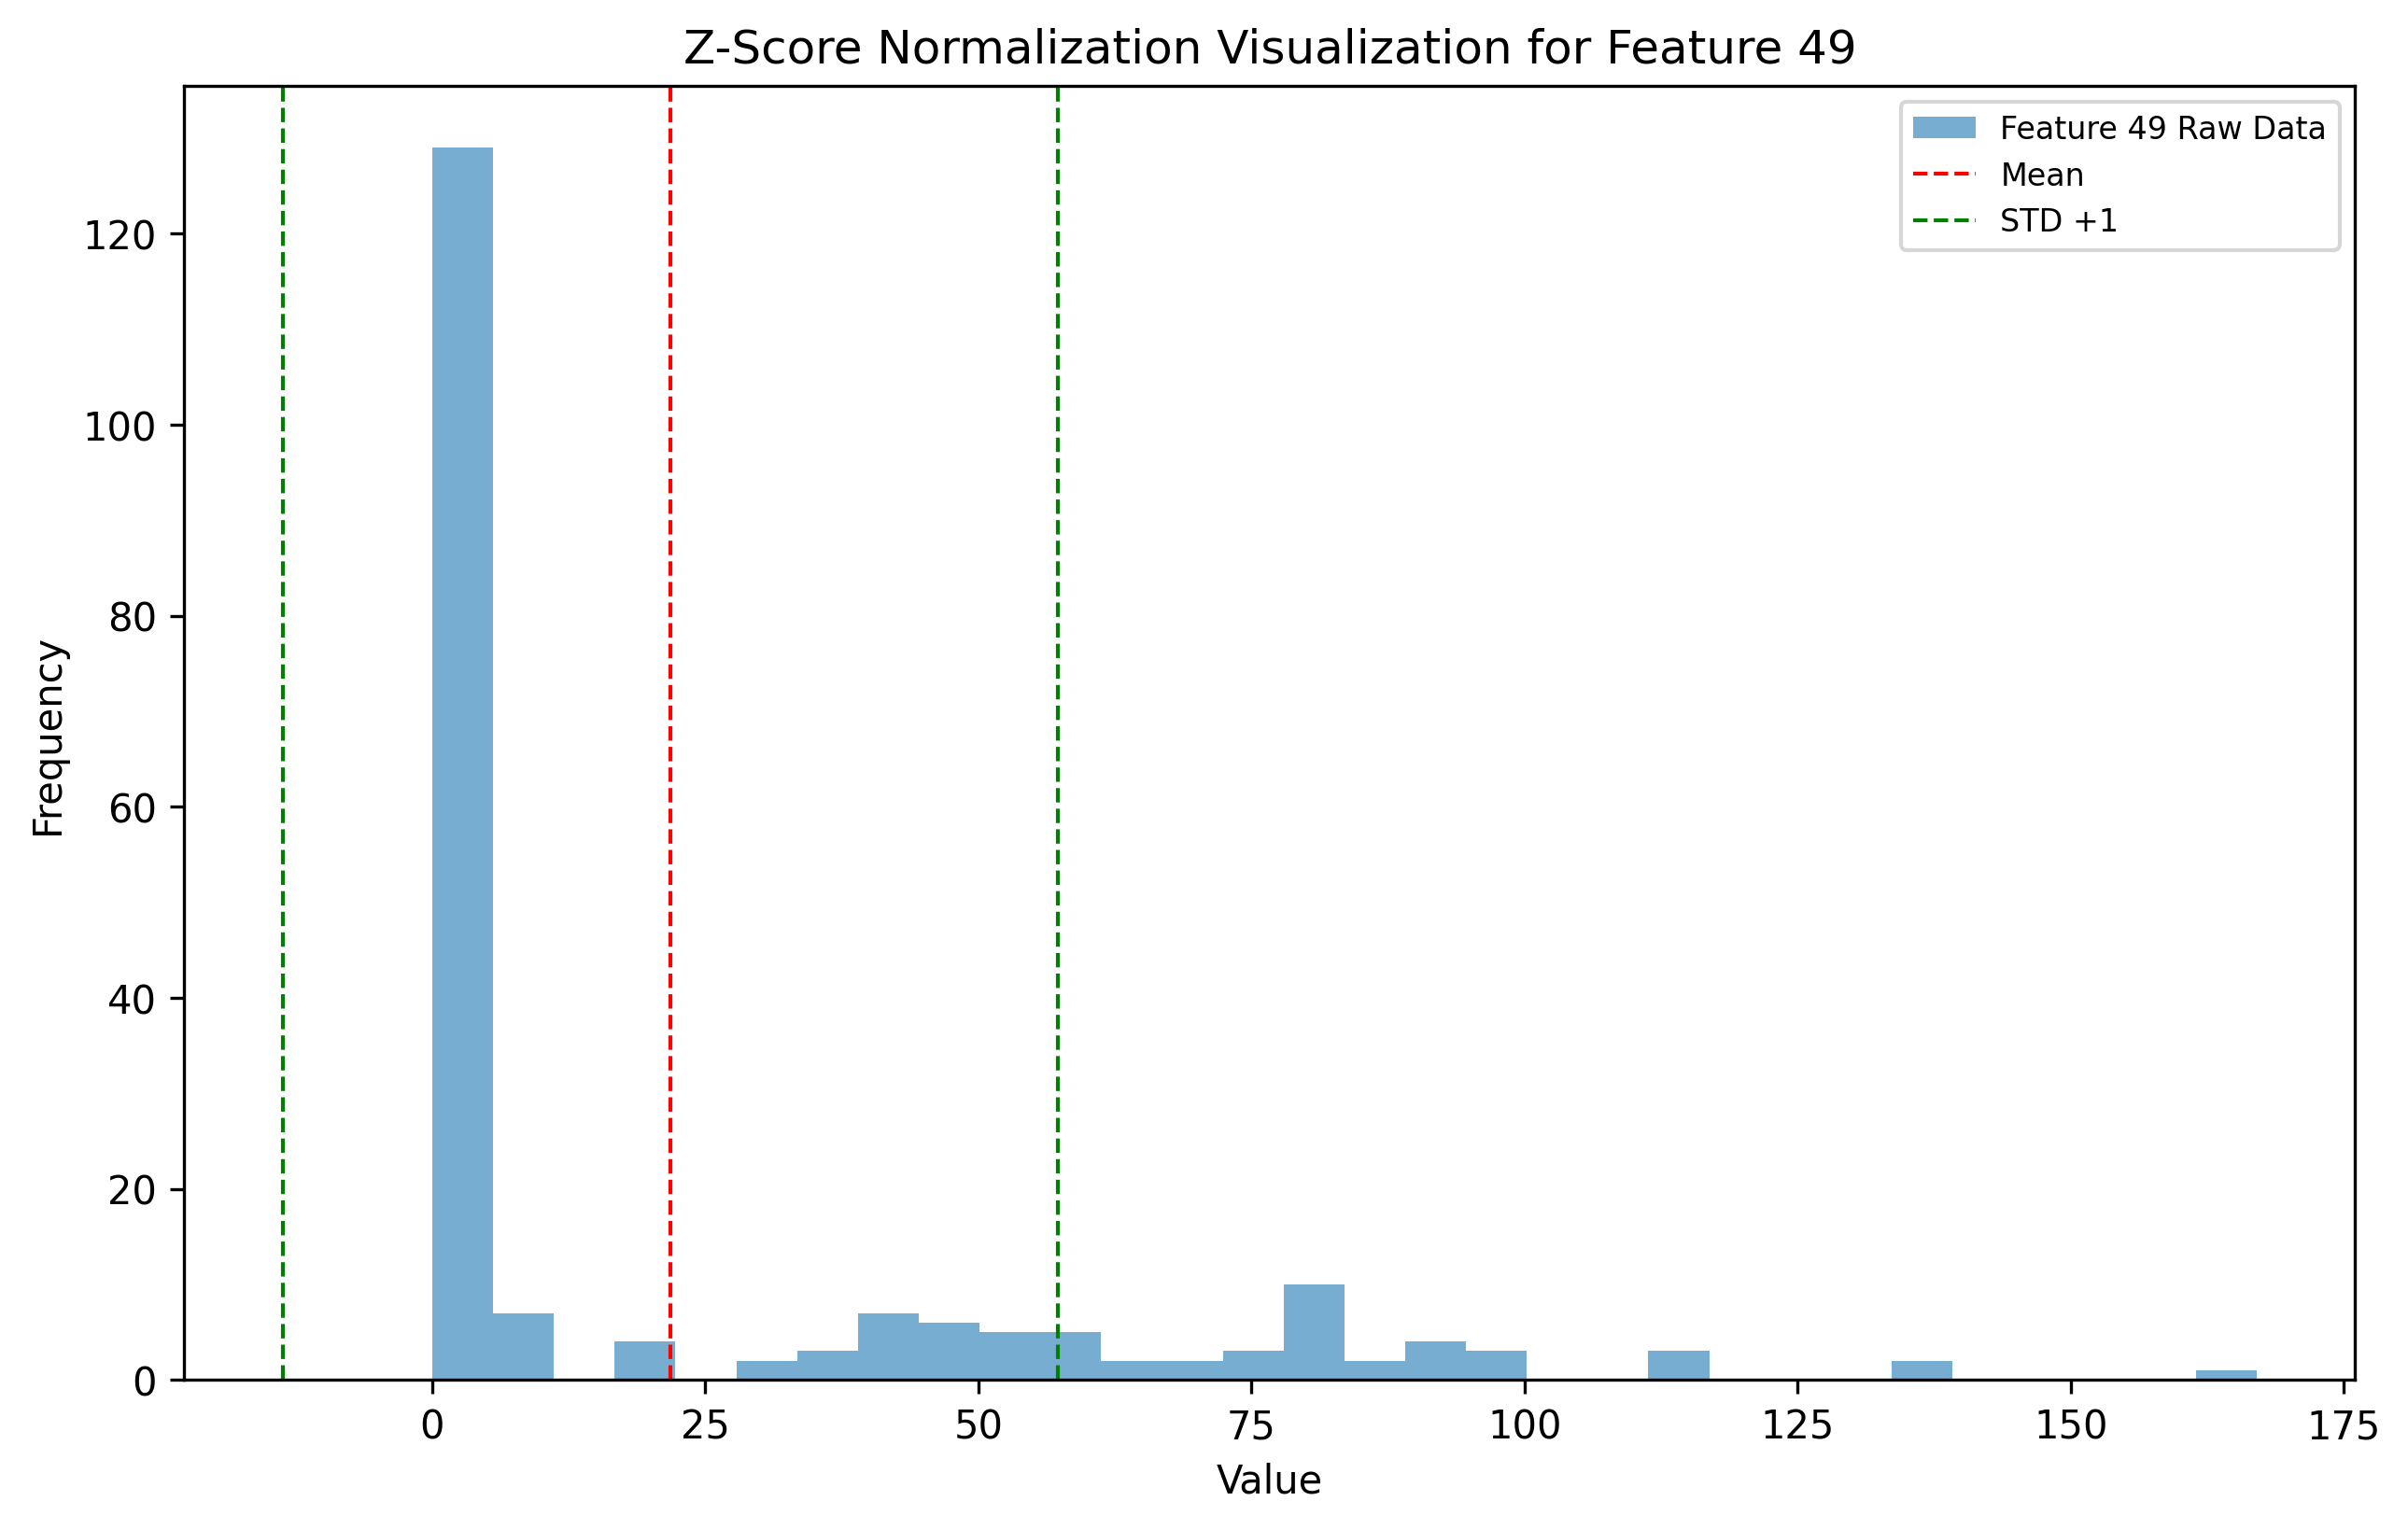 Z-Score Normalization Visualization for Feature 49
Feature 49 Raw Data
Mean
STD +1
120
100
80
60
40
20
0
Frequency
0 25 50 75 100 125 150 175
Value